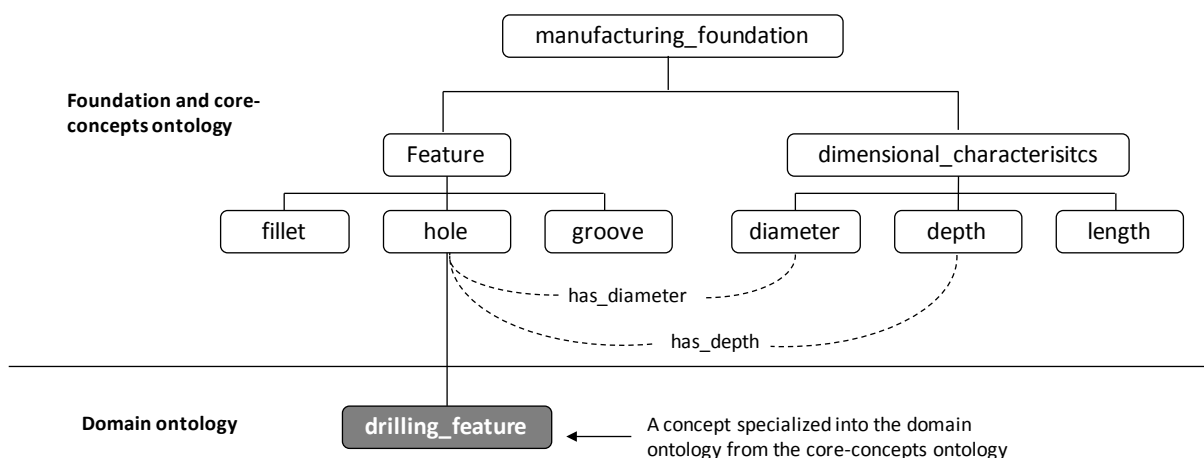 manufacturing_foundation
Foundation and core-
concepts ontology
Feature
dimensional_characterisitcs
fillet
hole
groove
diameter
depth
length
has_diameter
has_depth
Domain ontology
drilling_feature
A concept specialized into the domain
ontology from the core-concepts ontology